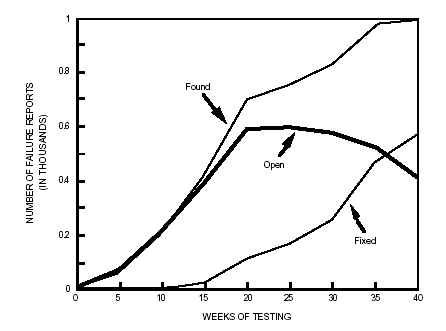 1
0.8
0.6
0.4
0.2
0
NUMBER OF FAILURE REPORTS
(IN THOUSANDS)
Found
Open
Fixed
0 5 10 15 20 25 30 35 40
WEEKS OF TESTING